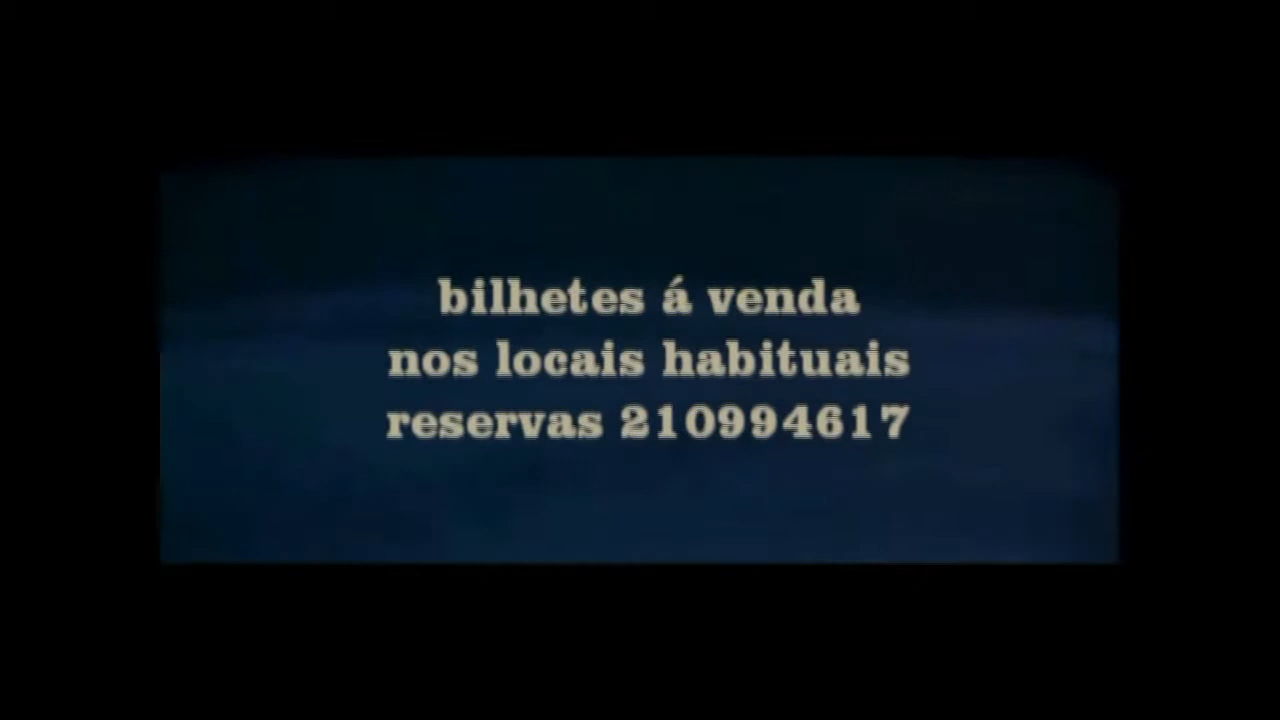 bilhetes á venda
nos locais habituais
reservas 210994617